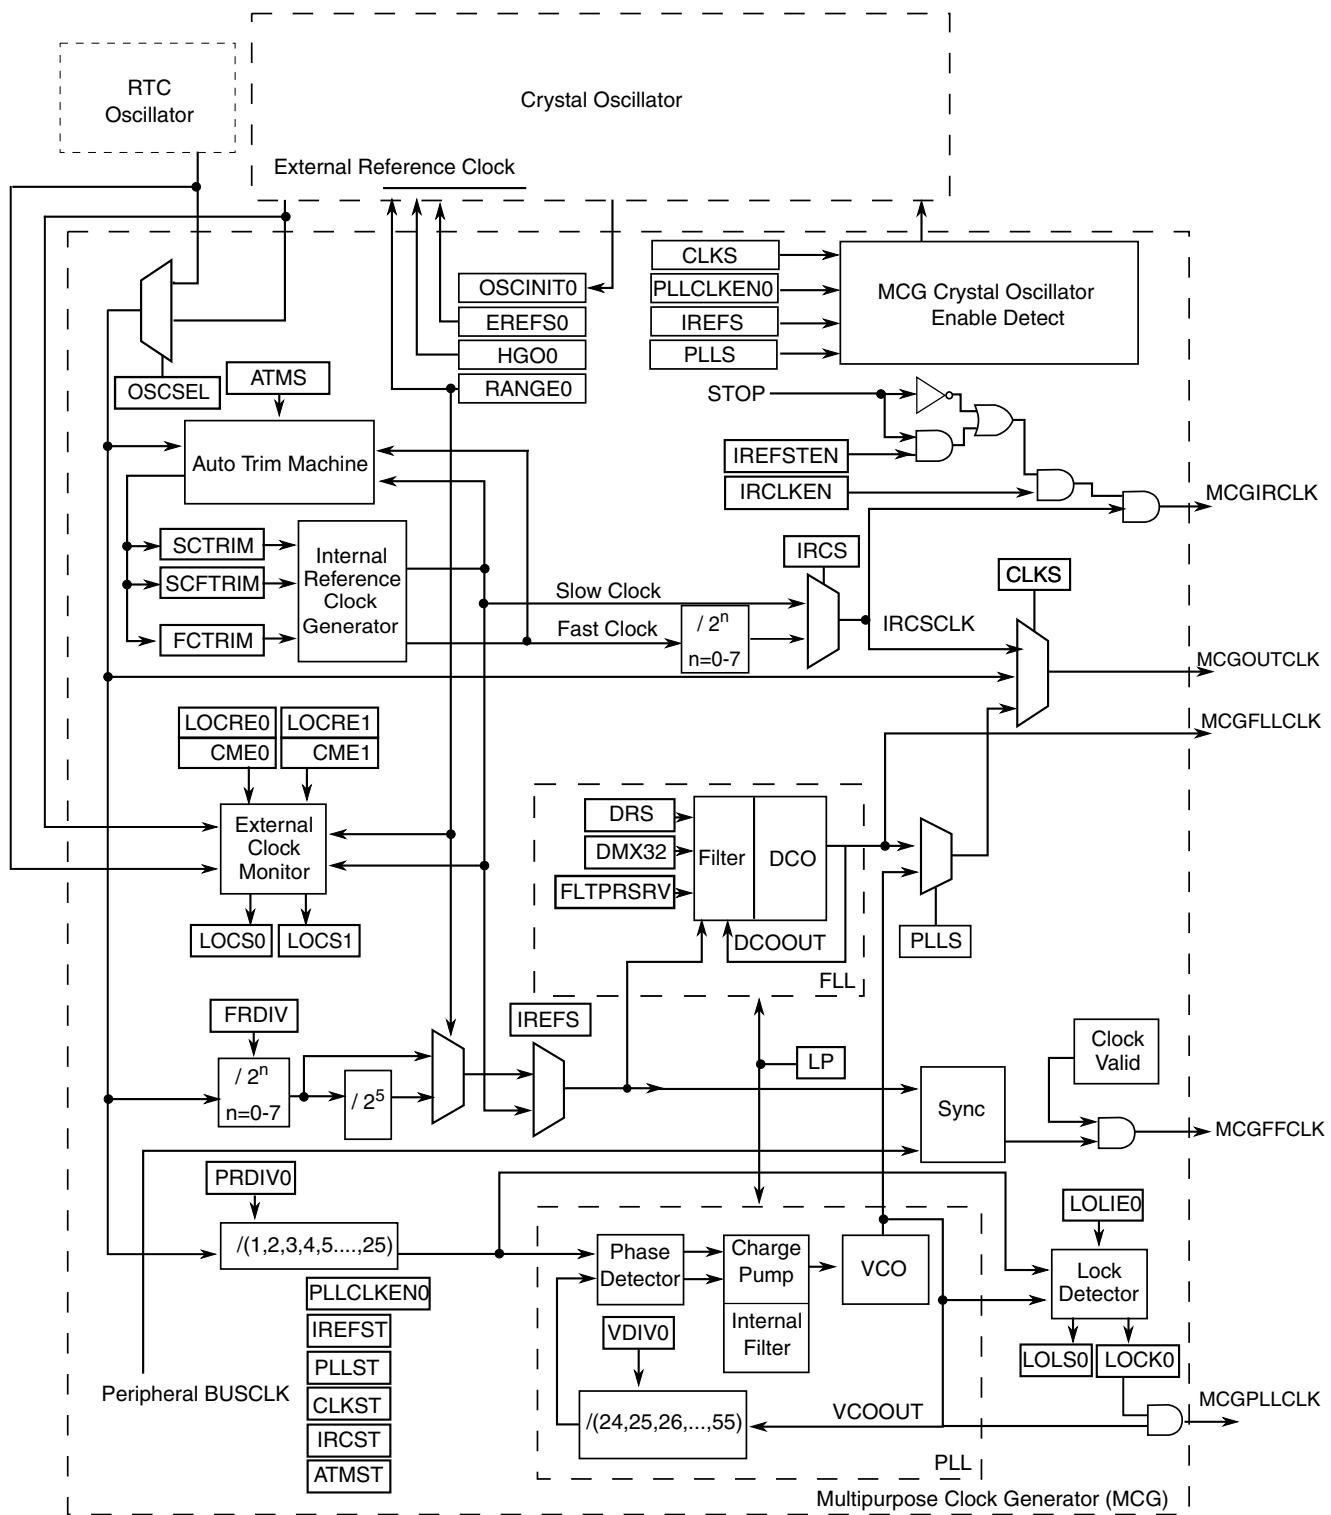 RTC
Oscillator
Crystal Oscillator
External Reference Clock
OSCINIT0
EREFS0
HGO0
RANGE0
CLKS
PLLCLKEN0
IREFS
PLLS
MCG Crystal Oscillator
Enable Detect
OSCSEL
ATMS
STOP
Auto Trim Machine
IREFSTEN
IRCLKEN
MCGIRCLK
SCTRIM
SCFTRIM
FCTRIM
Internal
Reference
Clock
Generator
IRCS
CLKS
Slow Clock
Fast Clock
/ 2n
n=0-7
IRCSCLK
MCGOUTCLK
MCGFLLCLK
LOCRE0
LOCRE1
CME0
CME1
External
Clock
Monitor
LOCS0
LOCS1
DRS
DMX32
FLTPRSRV
Filter
DCO
DCOOUT
FLL
PLLS
FRDIV
/ 2n
n=0-7
/ 25
IREFS
LP
Clock
Valid
Sync
MCGFFCLK
PRDIV0
/(1,2,3,4,5....,25)
LOLIE0
Phase
Detector
Charge
Pump
Internal
Filter
VCO
Lock
Detector
LOLS0
LOCK0
VDIV0
/(24,25,26,...,55)
VCOOUT
PLL
MCGPLLCLK
PLLCLKEN0
IREFST
PLLST
CLKST
IRCST
ATMST
Peripheral BUSCLK
Multipurpose Clock Generator (MCG)